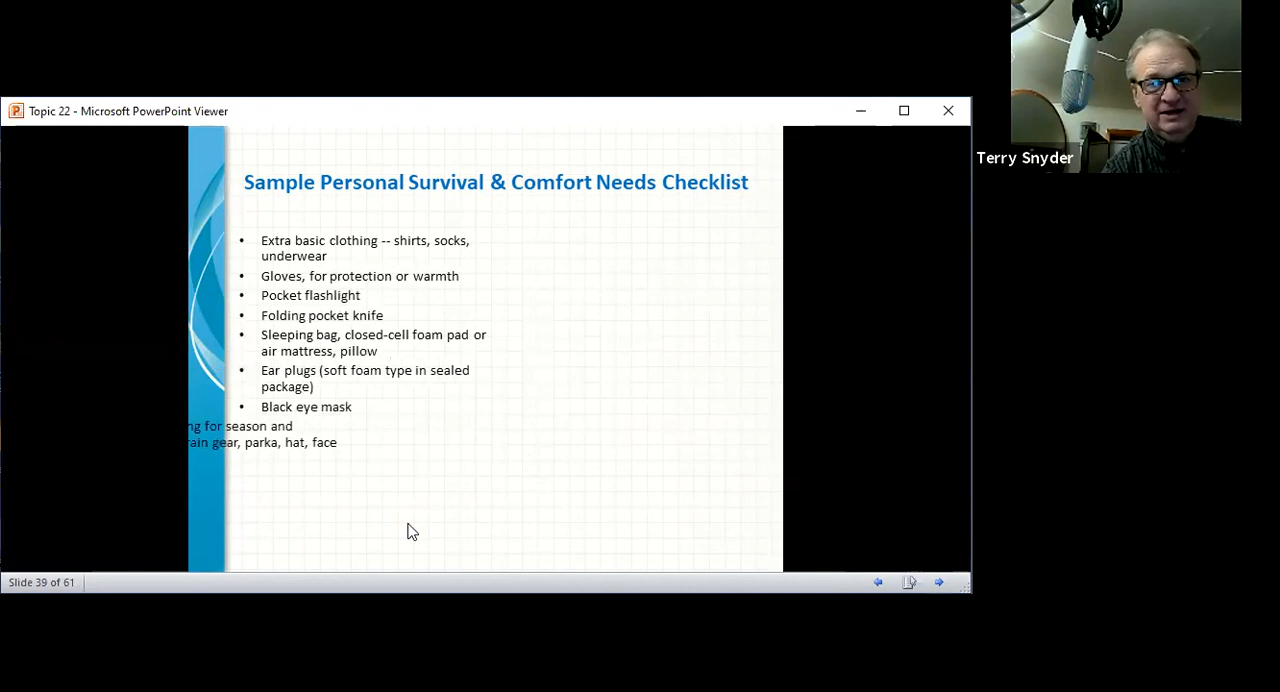 Topic 22 - Microsoft PowerPoint Viewer
Terry Snyder
Sample Personal Survival & Comfort Needs Checklist
• Extra basic clothing -- shirts, socks,
underwear
• Gloves, for protection or warmth
• Pocket flashlight
• Folding pocket knife
• Sleeping bag, closed-cell foam pad or
air mattress, pillow
• Ear plugs (soft foam type in sealed
package)
• Black eye mask
ng for season and
rain gear, parka, hat, face
Slide 39 of 61